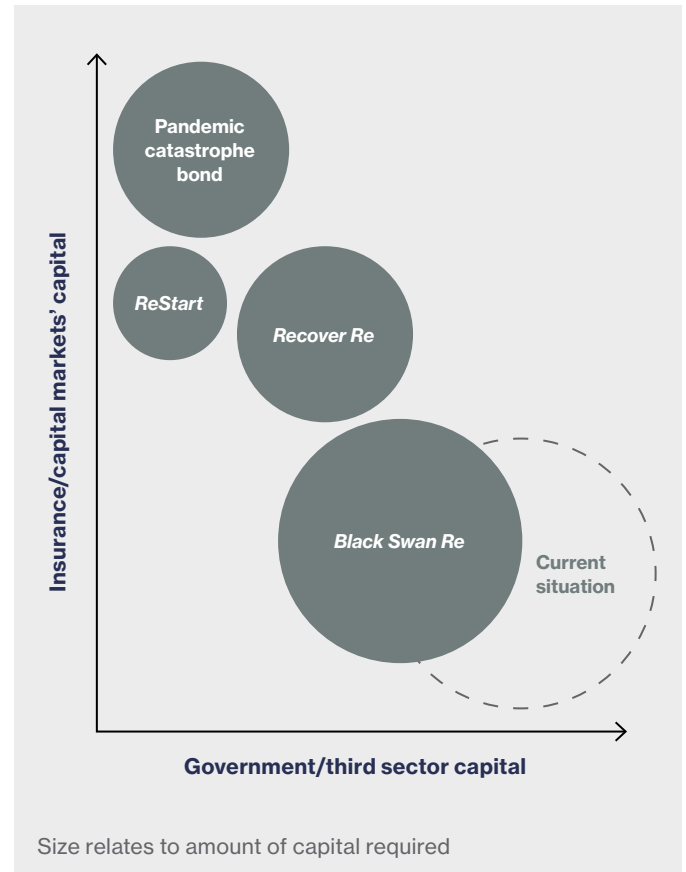 Pandemic
catastrophe
bond
ReStart
Recover Re
Black Swan Re
Current
situation
Insurance/capital markets’ capital
Government/third sector capital
Size relates to amount of capital required